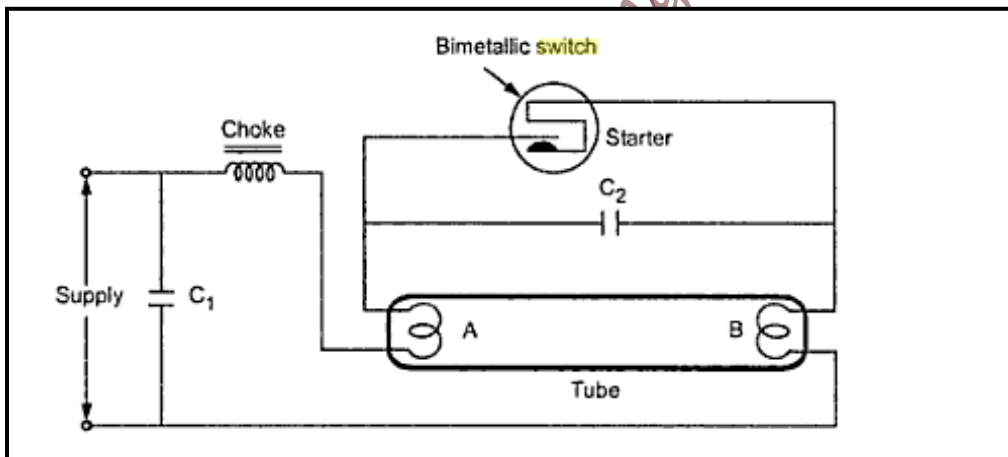 Bimetallic switch
Choke
Starter
C2
Supply
C1
A
B
Tube